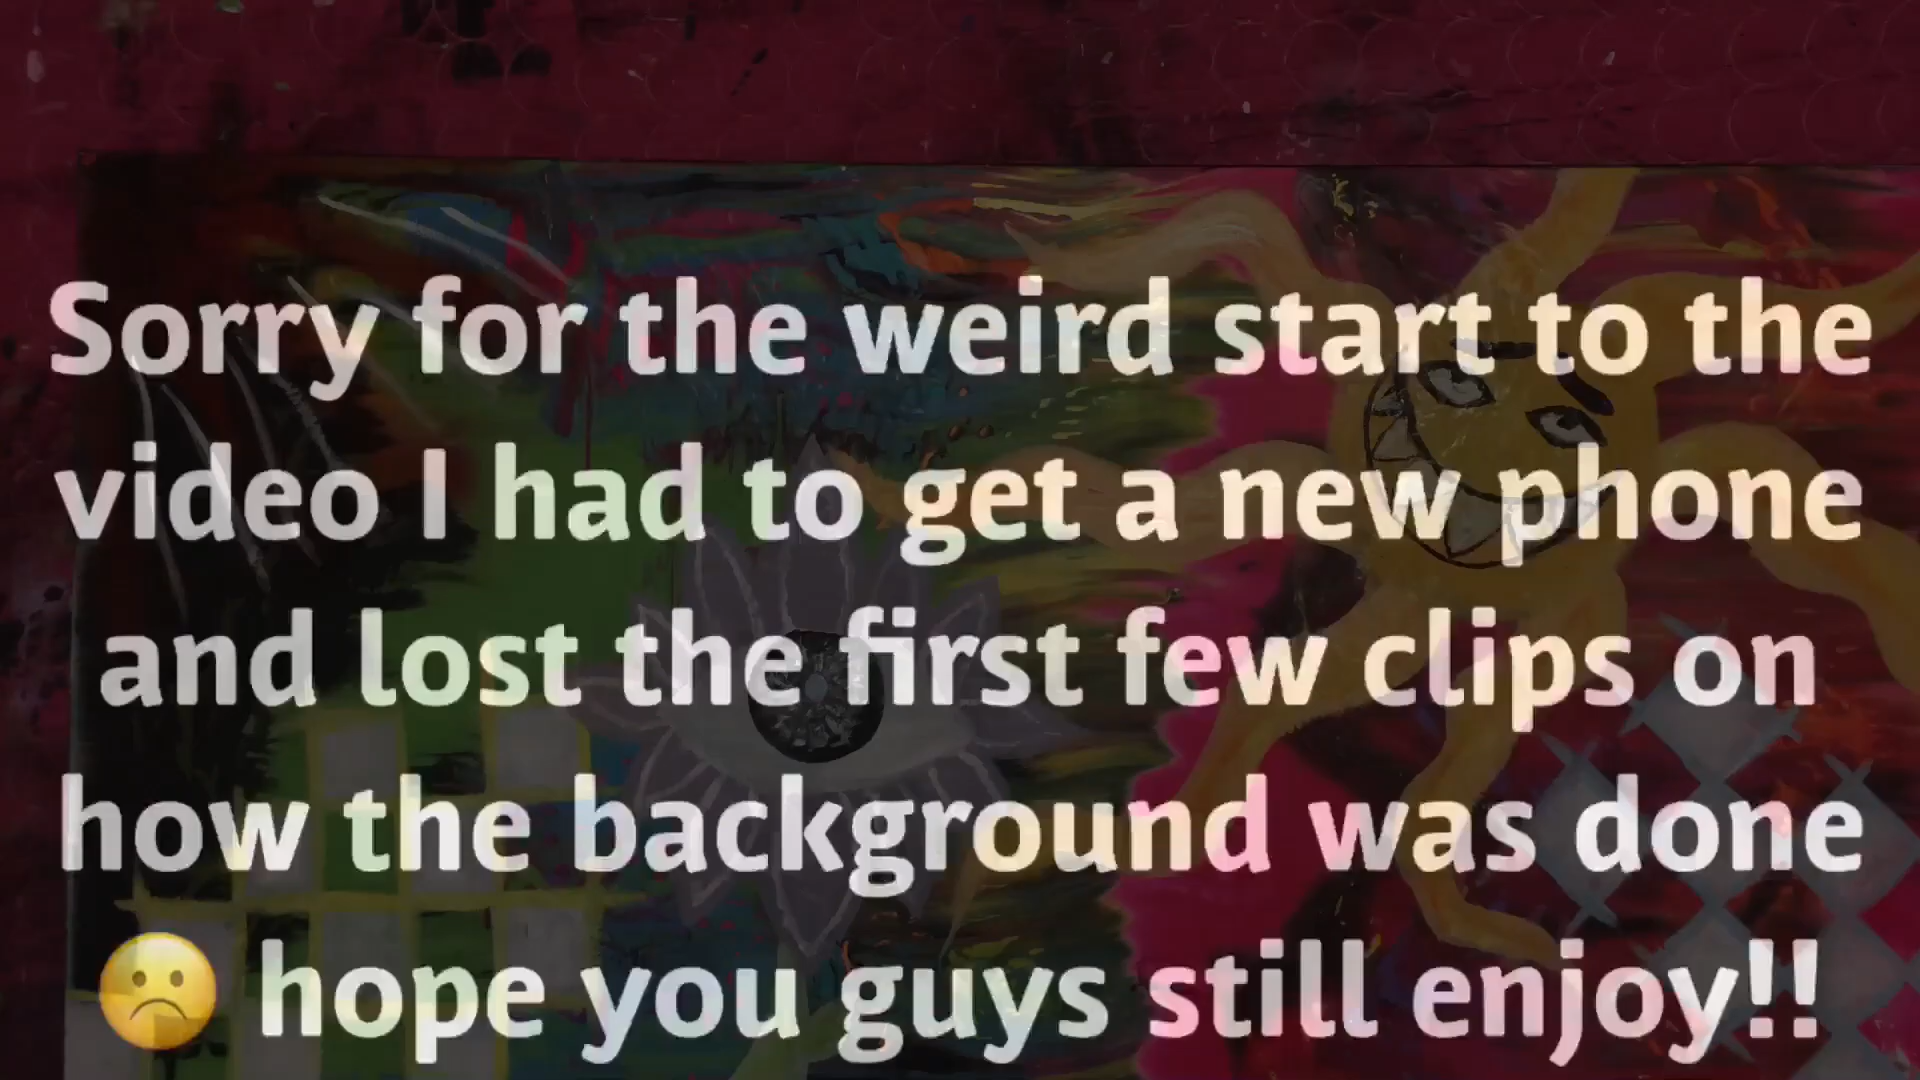 Sorry for the weird start to the
video I had to get a new phone
and lost the first few clips on
how the background was done
☹️ hope you guys still enjoy!!